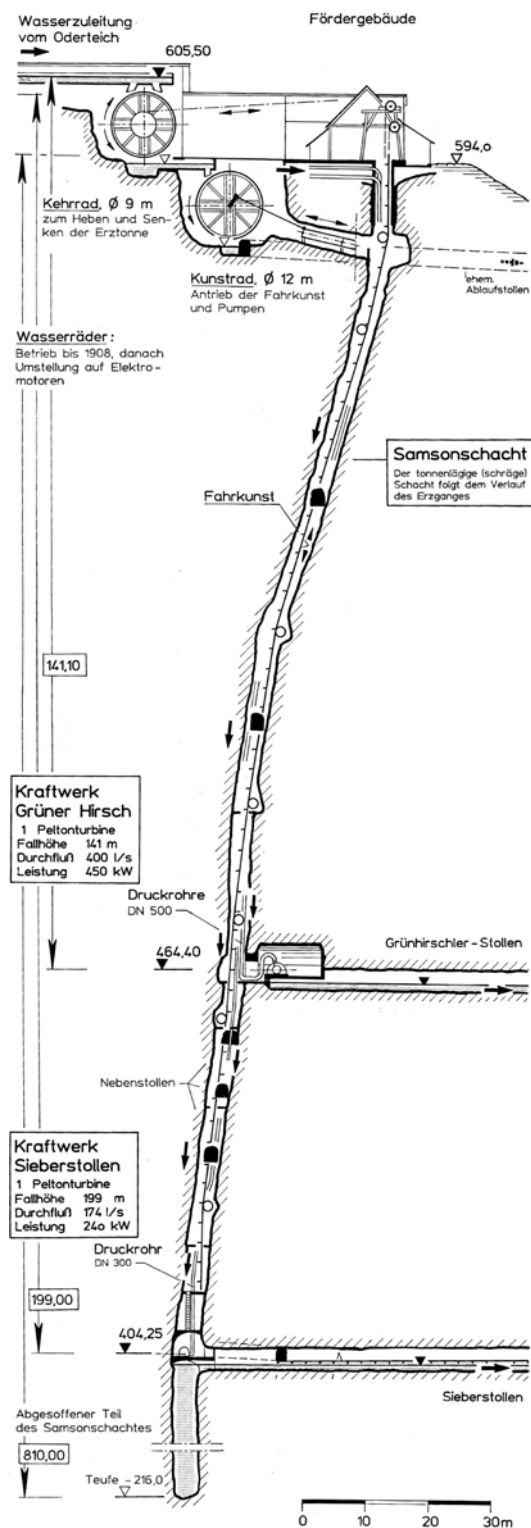 Wasserzuleitung
vom Oderteich
Fördergebäude
605,50
594,o
Kehrrad, Ø 9 m
zum Heben und Sen-
ken der Erztonne
Kunstrad, Ø 12 m
Antrieb der Fahrkunst
und Pumpen
ehem.
Ablaufstollen
Wasserräder:
Betrieb bis 1908, danach
Umstellung auf Elektro-
motoren
Samsonschacht
Der tonnenlägige (schräge)
Schacht folgt dem Verlauf
des Erzganges
Fahrkunst
141,10
Kraftwerk
Grüner Hirsch
1 Peltonturbine
Fallhöhe 141 m
Durchfluß 400 l/s
Leistung 450 kW
Druckrohre
DN 500
464,40
Grünhirschler-Stollen
Nebenstollen
Kraftwerk
Sieberstollen
1 Peltonturbine
Fallhöhe 199 m
Durchfluß 174 l/s
Leistung 24o kW
Druckrohr
DN 300
199,00
404,25
Sieberstollen
Abgesoffener Teil
des Samsonschachtes
810,00
Teufe -216,0
0 10 20 30m